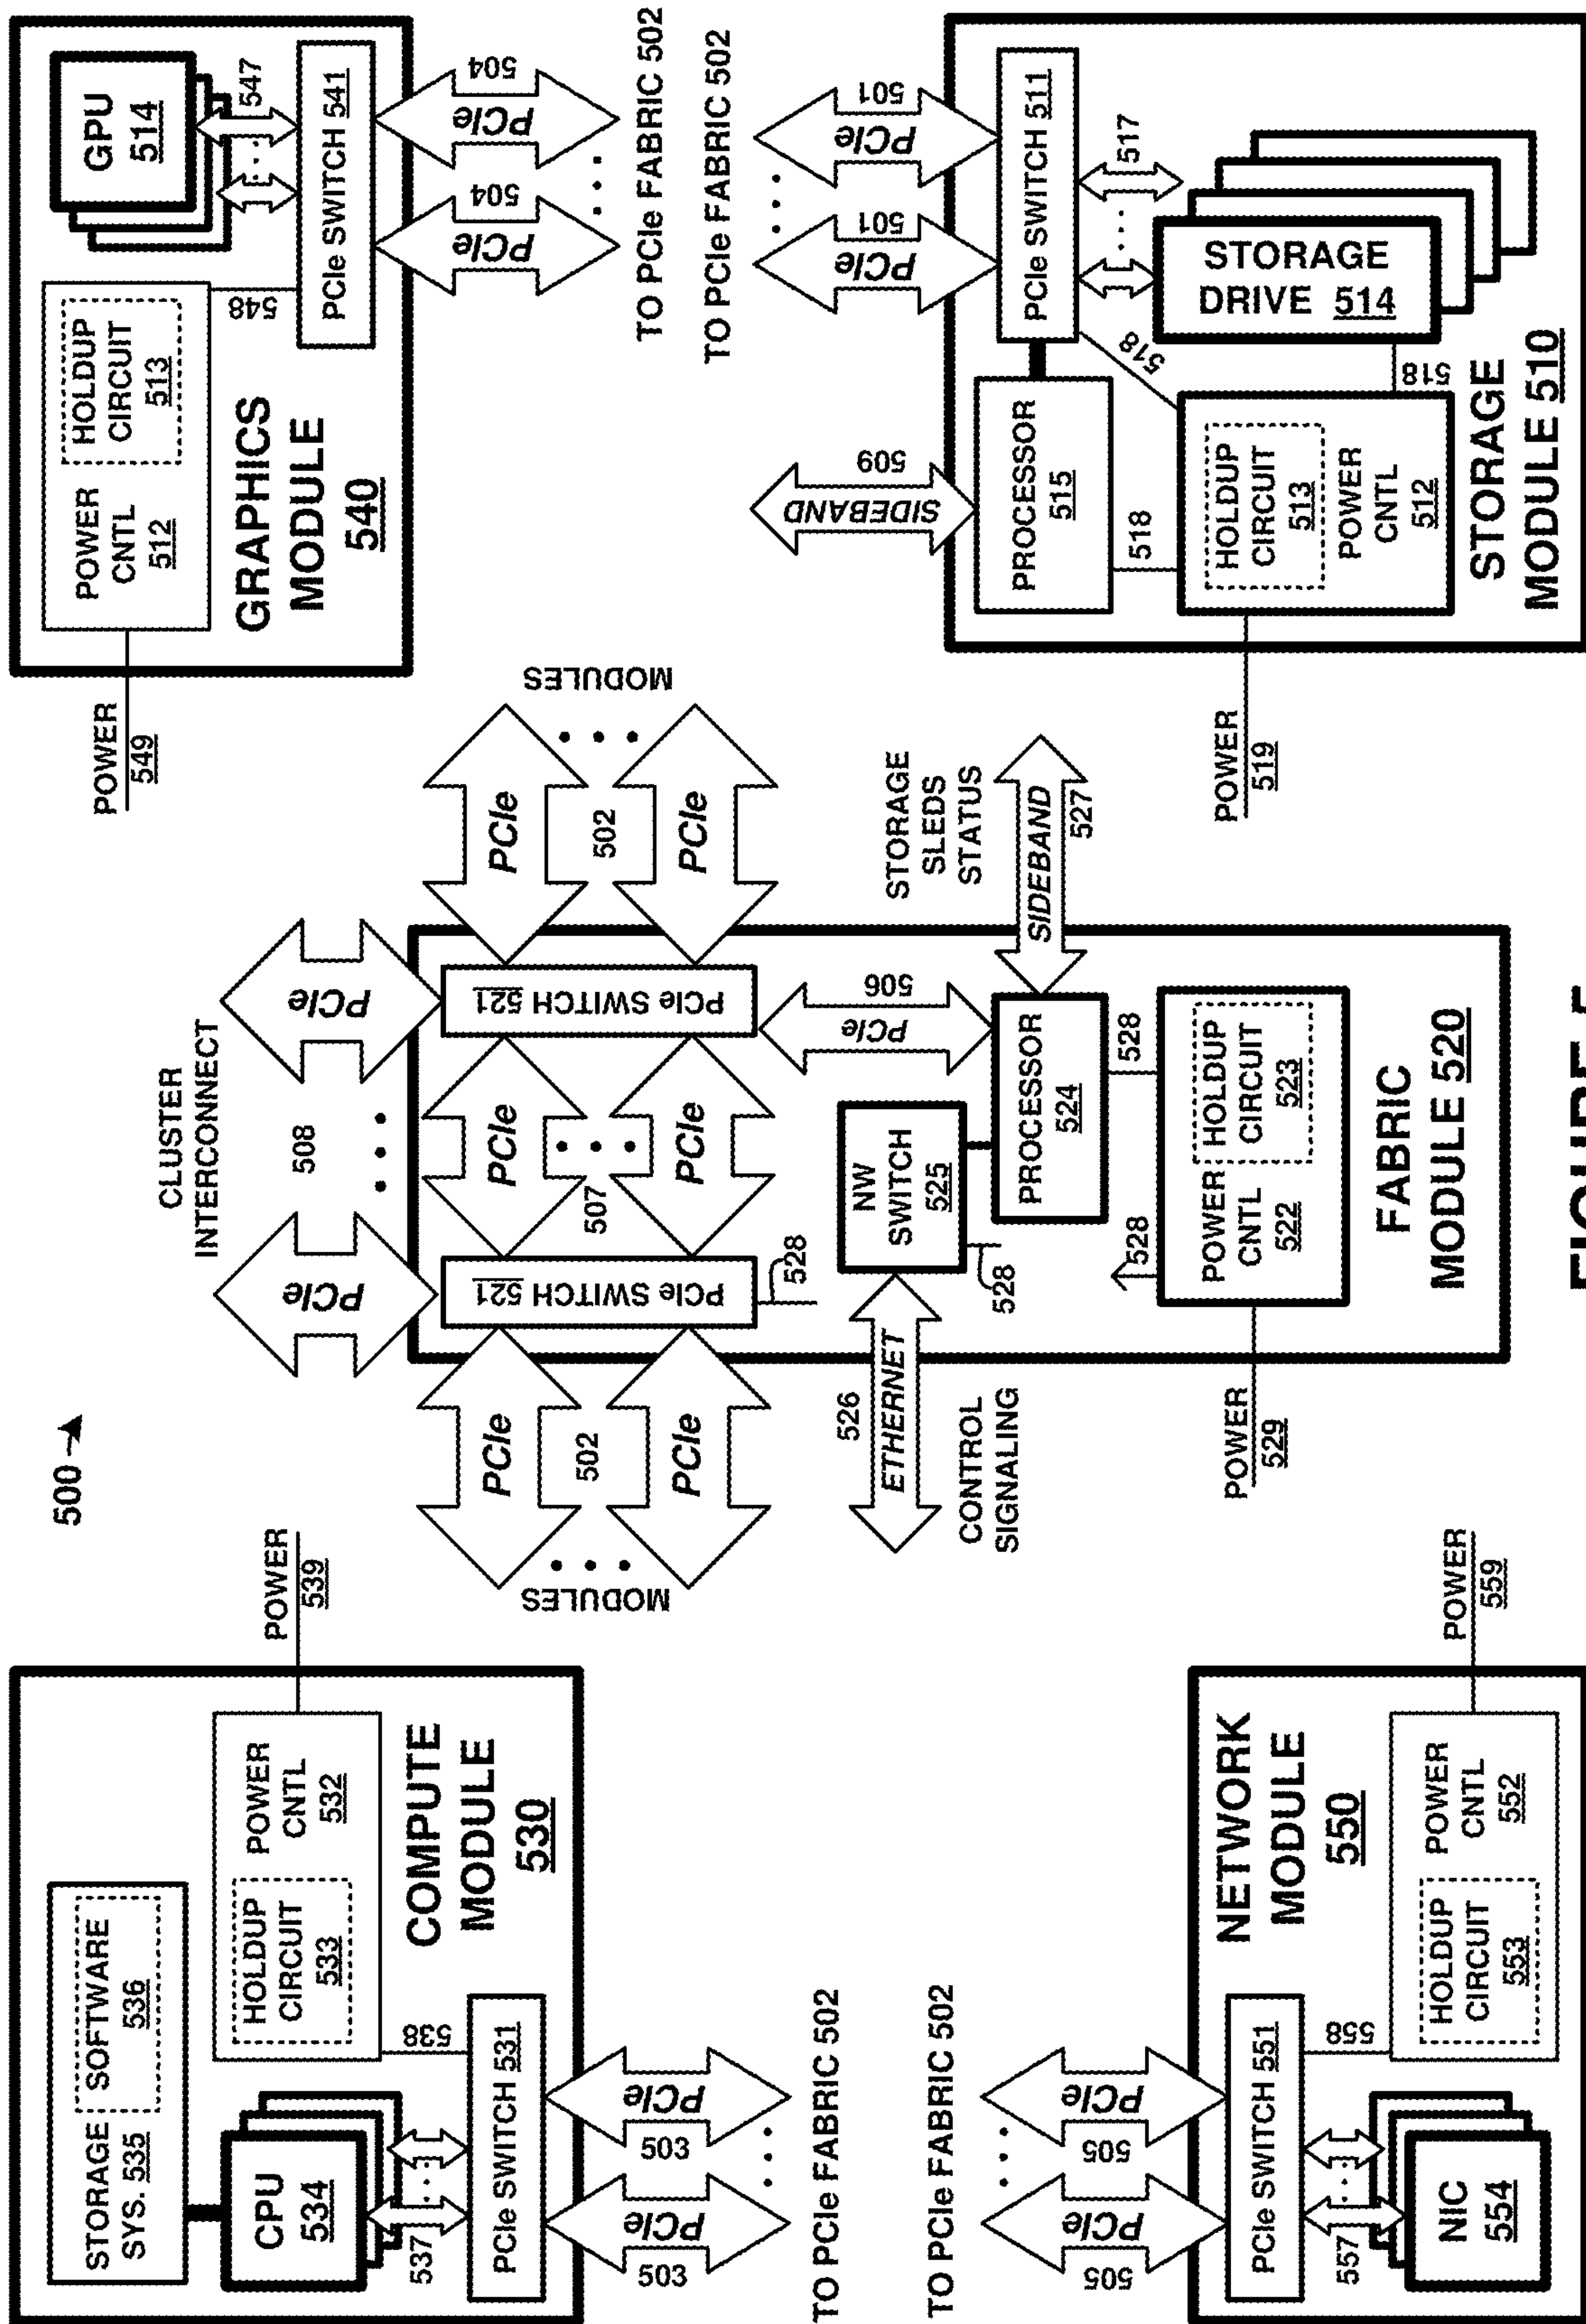 500
COMPUTE
MODULE
530
STORAGE
SYS. 535
SOFTWARE
536
CPU
534
HOLDUP
CIRCUIT
533
POWER
CNTL
532
POWER
539
538
537
PCIe SWITCH 531
PCIe
503
PCIe
503
TO PCIe FABRIC 502
TO PCIe FABRIC 502
PCIe
505
PCIe
505
PCIe SWITCH 551
557
558
NIC
554
HOLDUP
CIRCUIT
553
POWER
CNTL
552
POWER
559
NETWORK
MODULE
550
CLUSTER
INTERCONNECT
508
PCIe
PCIe
MODULES
PCIe
502
PCIe
PCIe SWITCH 521
528
PCIe
507
PCIe
PCIe SWITCH 521
PCIe
502
PCIe
MODULES
526
ETHERNET
CONTROL
SIGNALING
NW
SWITCH
525
528
PCIe
506
PROCESSOR
524
STORAGE
SLEDS
STATUS
SIDEBAND
527
528
528
POWER
CNTL
522
HOLDUP
CIRCUIT
523
POWER
529
FABRIC
MODULE 520
POWER
549
POWER
CNTL
512
HOLDUP
CIRCUIT
513
GPU
514
547
548
PCIe SWITCH 541
GRAPHICS
MODULE
540
PCIe
504
PCIe
504
TO PCIe FABRIC 502
TO PCIe FABRIC 502
PCIe
501
PCIe
501
SIDEBAND
509
PROCESSOR
515
PCIe SWITCH 511
517
518
518
518
STORAGE
DRIVE 514
HOLDUP
CIRCUIT
513
POWER
CNTL
512
POWER
519
STORAGE
MODULE 510
FIGURE 5